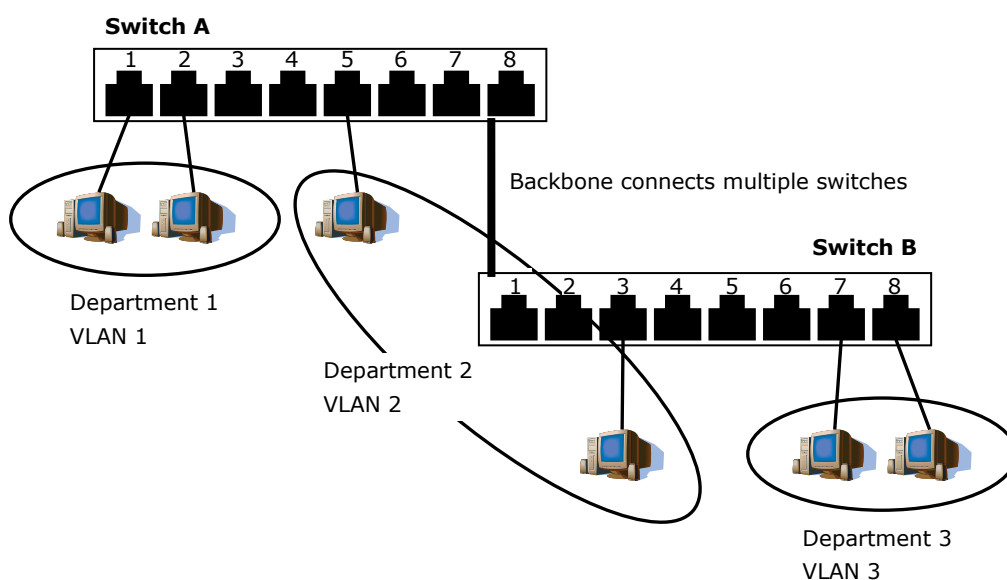 Switch A
1 2 3 4 5 6 7 8
Backbone connects multiple switches
Switch B
1 2 3 4 5 6 7 8
Department 1
VLAN 1
Department 2
VLAN 2
Department 3
VLAN 3